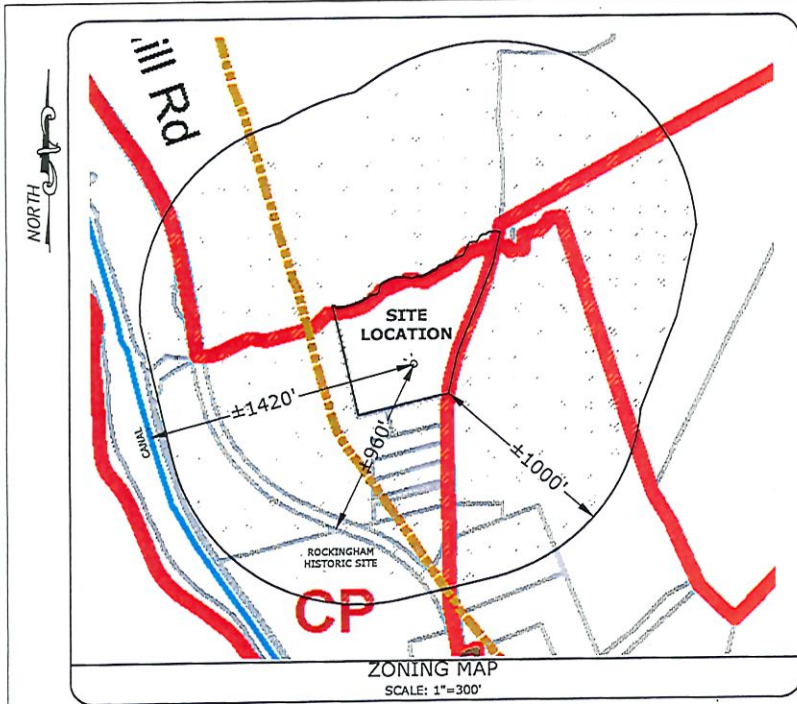 ill Rd
NORTH
SITE
LOCATION
±1420'
±960'
±1000'
CANAL
ROCKINGHAM
HISTORIC SITE
CP
ZONING MAP
SCALE: 1"=300'